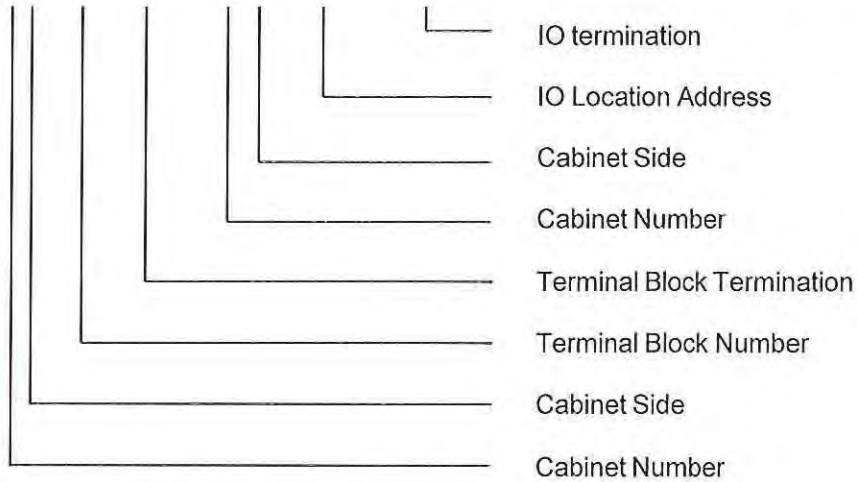 IO termination
IO Location Address
Cabinet Side
Cabinet Number
Terminal Block Termination
Terminal Block Number
Cabinet Side
Cabinet Number